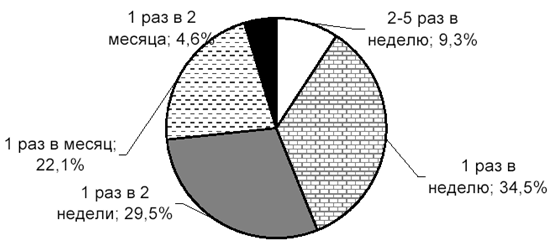 1 раз в 2
месяца; 4,6%
2-5 раз в
неделю; 9,3%
1 раз в месяц;
22,1%
1 раз в
неделю; 34,5%
1 раз в 2
недели; 29,5%